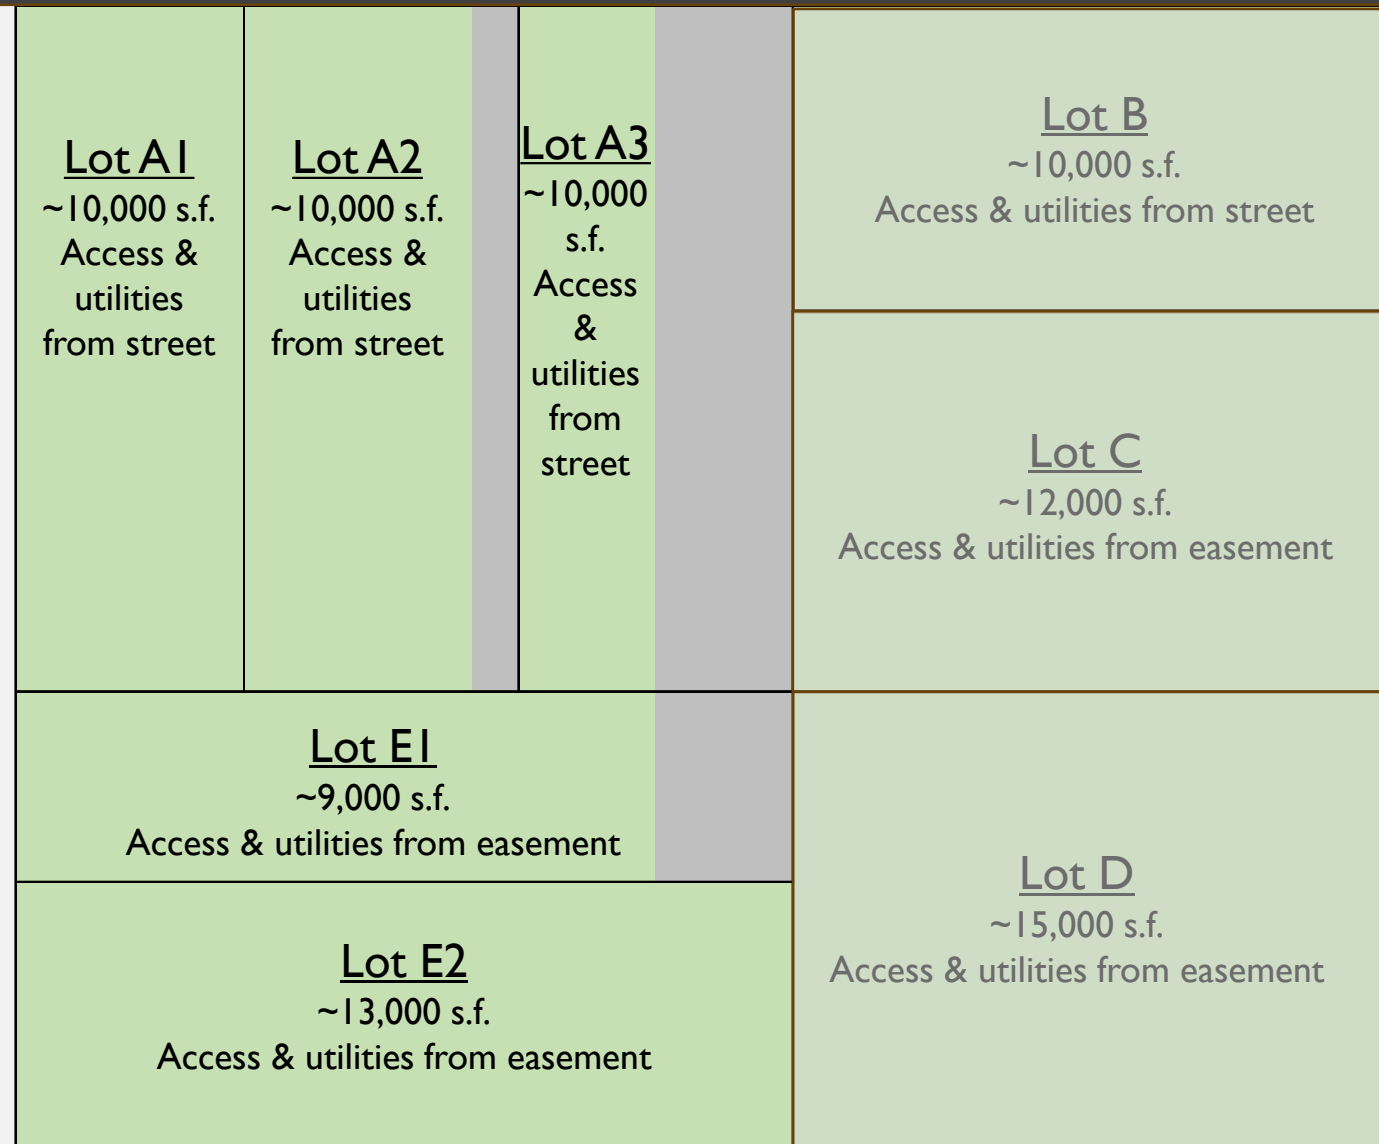 Lot A1
~10,000 s.f.
Access &
utilities
from street
Lot A2
~10,000 s.f.
Access &
utilities
from street
Lot A3
~10,000
s.f.
Access
&
utilities
from
street
Lot B
~10,000 s.f.
Access & utilities from street
Lot C
~12,000 s.f.
Access & utilities from easement
Lot E1
~9,000 s.f.
Access & utilities from easement
Lot D
~15,000 s.f.
Access & utilities from easement
Lot E2
~13,000 s.f.
Access & utilities from easement